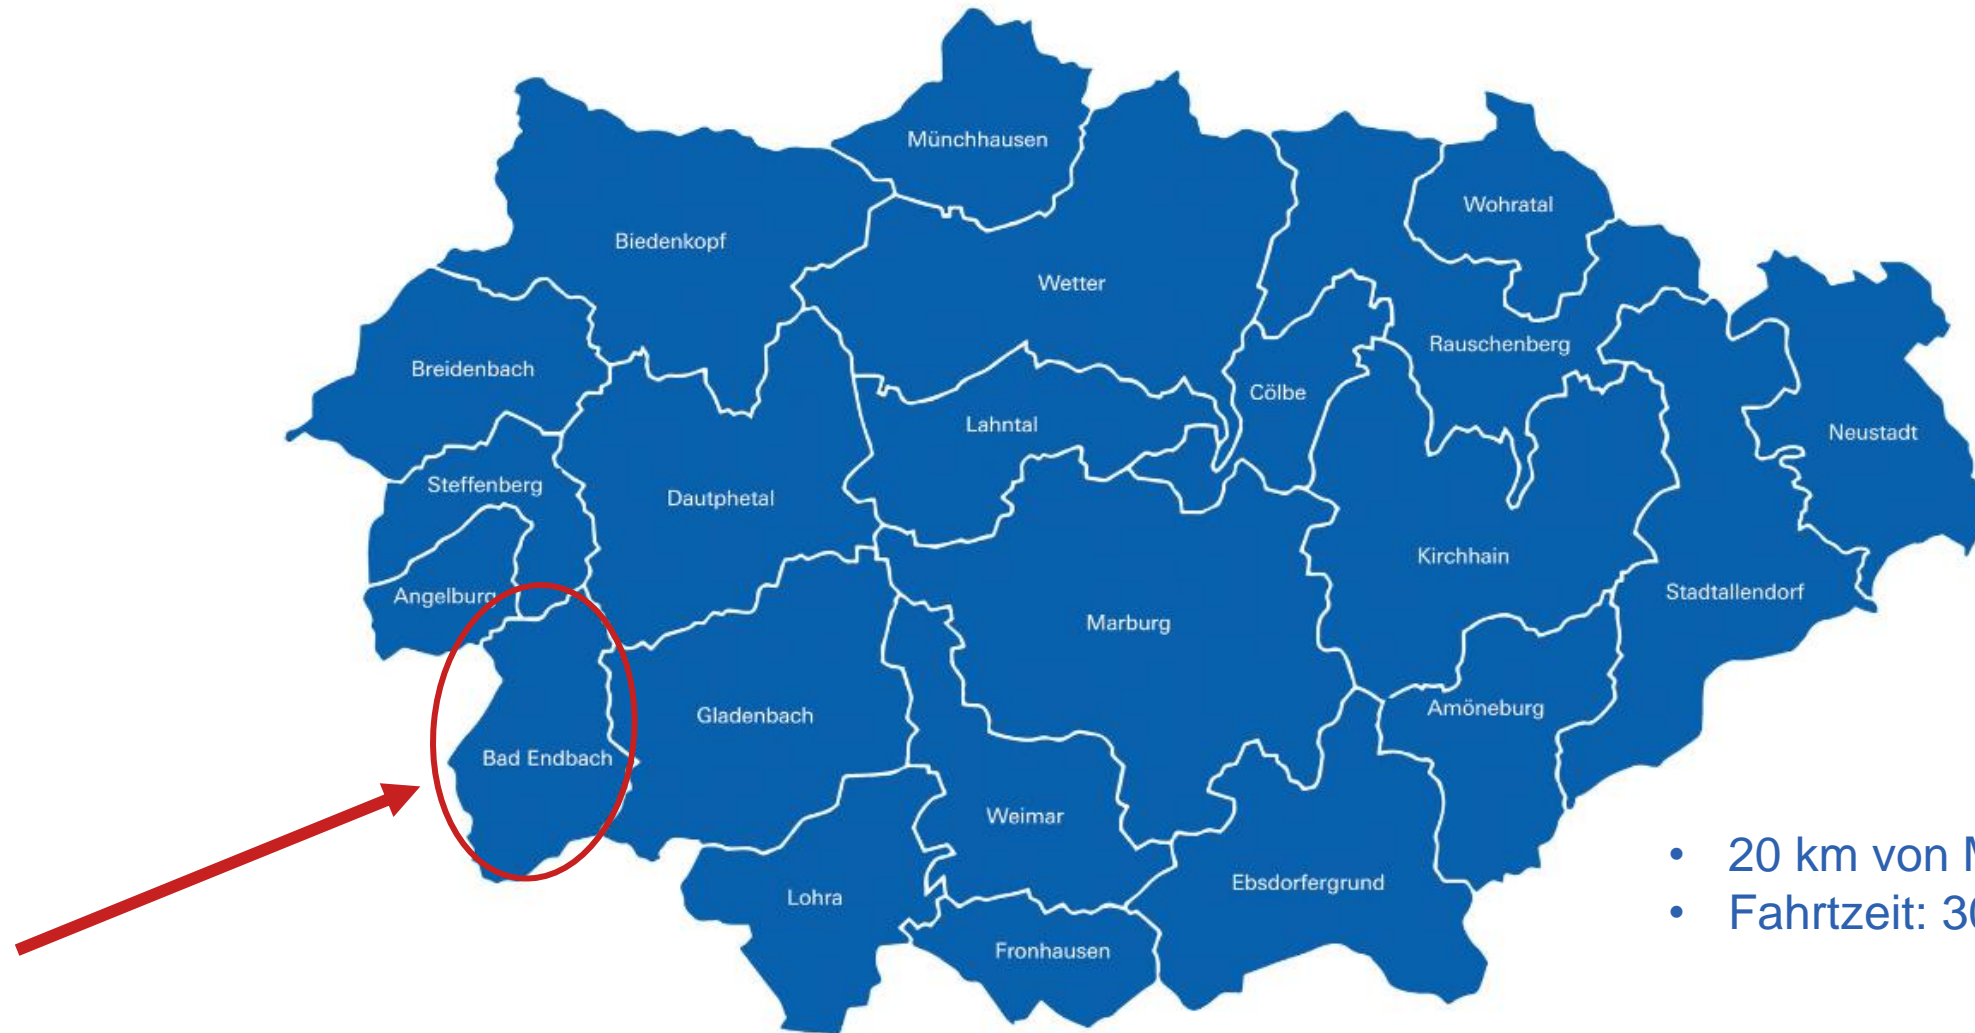 Münchhausen
Wohratal
Biedenkopf
Wetter
Rauschenberg
Breidenbach
Cölbe
Lahntal
Neustadt
Steffenberg
Dautphetal
Kirchhain
Angelburg
Stadtallendorf
Marburg
Amöneburg
Gladenbach
Bad Endbach
Weimar
• 20 km von
Ebsdorfergrund
Lohra
• Fahrtzeit:
Fronhausen